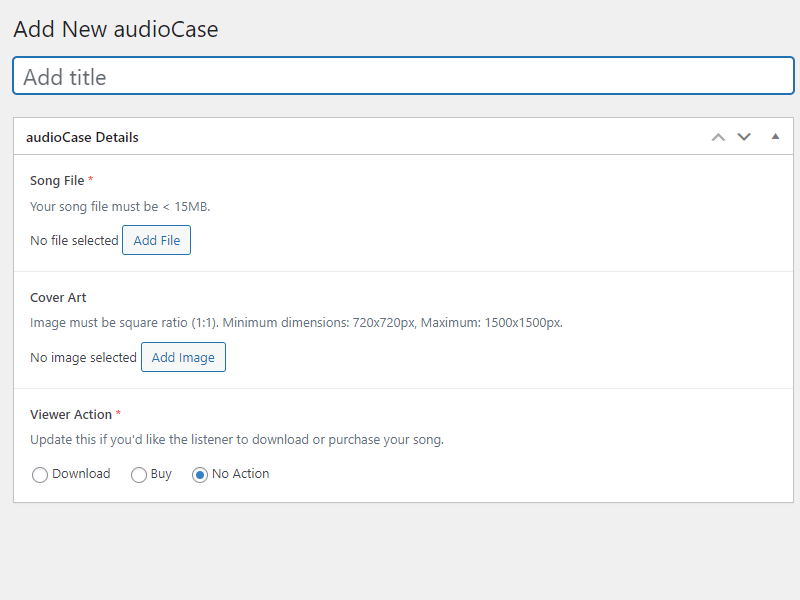 Add New audioCase
Add title
audioCase Details
Song File *
Your song file must be < 15MB.
No file selected Add File
Cover Art
Image must be square ratio (1:1). Minimum dimensions: 720x720px, Maximum: 1500x1500px.
No image selected Add Image
Viewer Action *
Update this if you'd like the listener to download or purchase your song.
Download Buy No Action